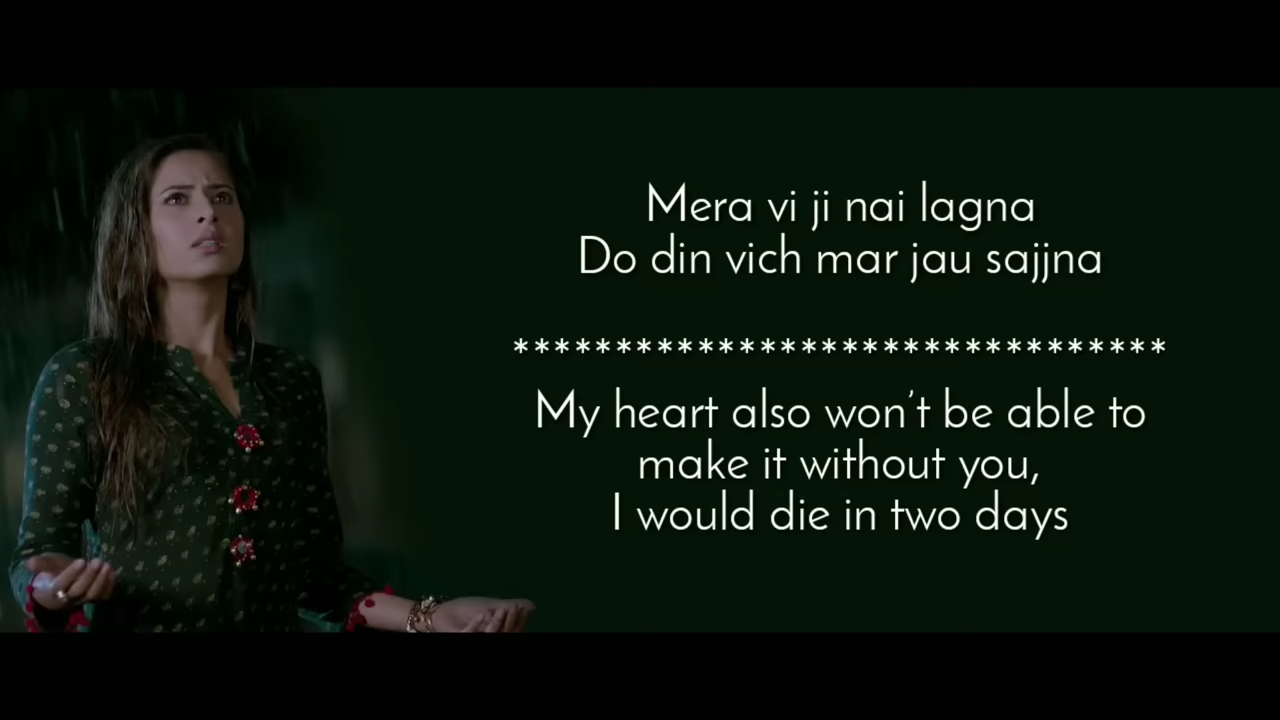 Mera vi ji nai lagna
Do din vich mar jau sajjna
********************************
My heart also won't be able to
make it without you,
I would die in two days